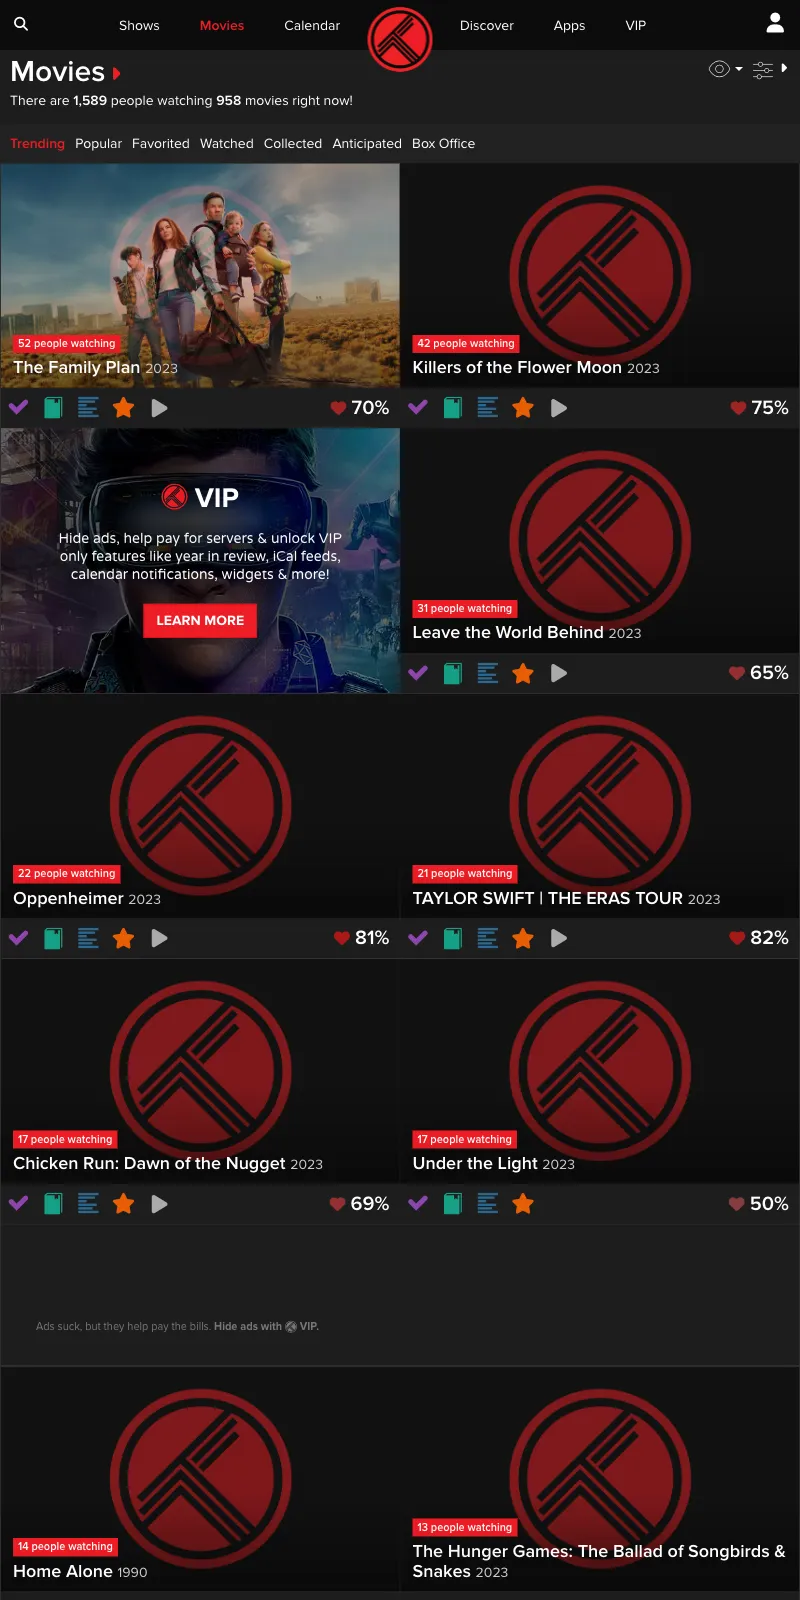 Shows Movies Calendar Discover Apps VIP
Movies
There are 1,589 people watching 958 movies right now!
Trending Popular Favorited Watched Collected Anticipated Box Office
52 people watching
The Family Plan 2023
70%
42 people watching
Killers of the Flower Moon 2023
75%
VIP
Hide ads, help pay for servers & unlock VIP
only features like year in review, iCal feeds,
calendar notifications, widgets & more!
LEARN MORE
31 people watching
Leave the World Behind 2023
65%
22 people watching
Oppenheimer 2023
81%
21 people watching
TAYLOR SWIFT | THE ERAS TOUR 2023
82%
17 people watching
Chicken Run: Dawn of the Nugget 2023
69%
17 people watching
Under the Light 2023
50%
Ads suck, but they help pay the bills. Hide ads with VIP.
14 people watching
Home Alone 1990
13 people watching
The Hunger Games: The Ballad of Songbirds &
Snakes 2023